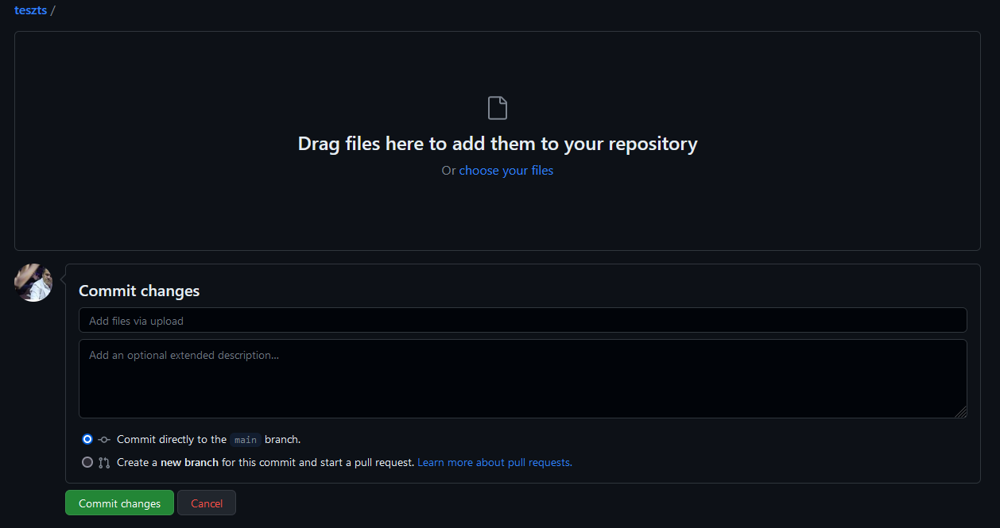 teszts /
Drag files here to add them to your repository
Or choose your files
Commit changes
Add files via upload
Add an optional extended description...
Commit directly to the main branch.
Create a new branch for this commit and start a pull request. Learn more about pull requests.
Commit changes Cancel